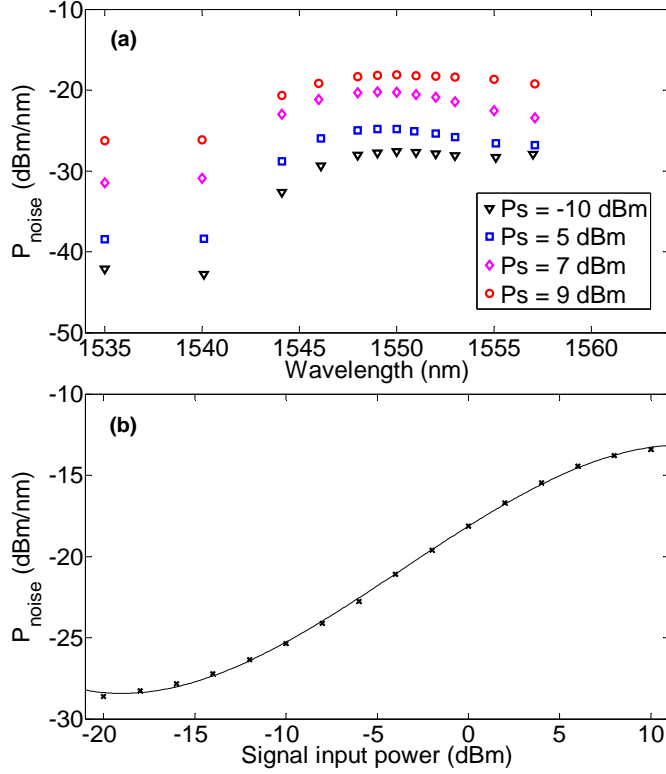 -10
(a)
-20
-30
-40
-50
P_noise (dBm/nm)
Ps = -10 dBm
Ps = 5 dBm
Ps = 7 dBm
Ps = 9 dBm
1535 1540 1545 1550 1555 1560
Wavelength (nm)
-10
(b)
-15
-20
-25
-30
P_noise (dBm/nm)
-20 -15 -10 -5 0 5 10
Signal input power (dBm)